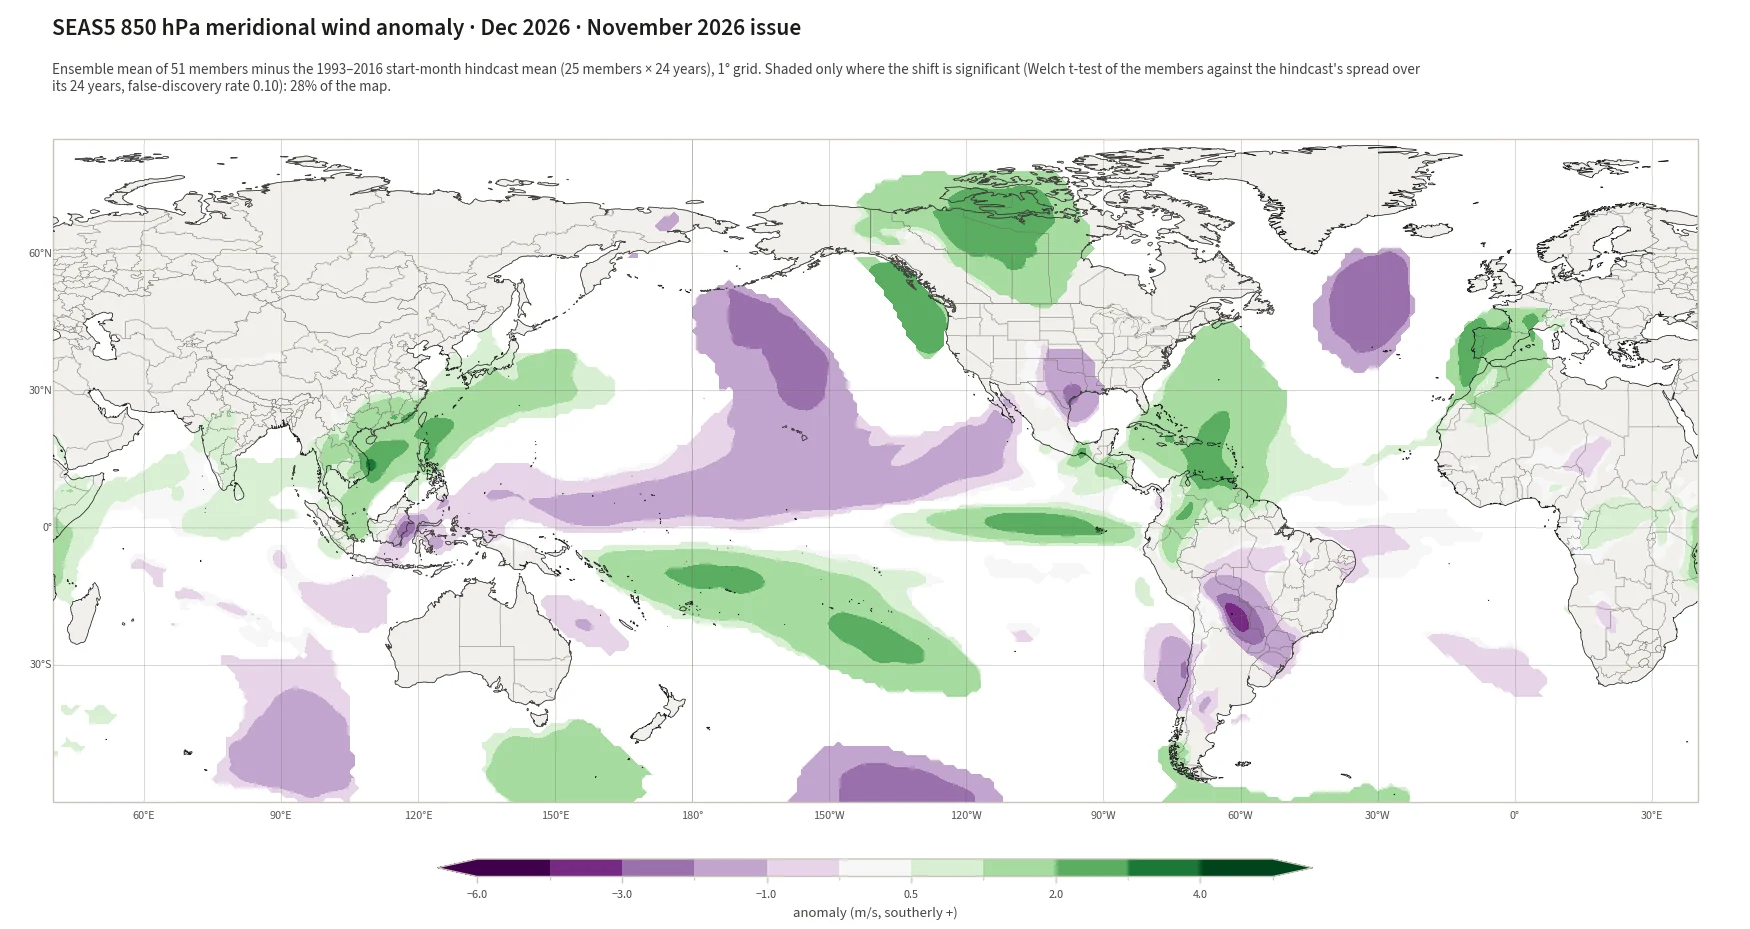 SEAS5 850 hPa meridional wind anomaly · Dec 2026 · November 2026 issue
Ensemble mean of 51 members minus the 1993–2016 start-month hindcast mean (25 members × 24 years), 1° grid. Shaded only where the shift is significant (Welch t-test of the members against the hindcast's spread over
its 24 years, false-discovery rate 0.10): 28% of the map.
60°N
30°N
0°
30°S
60°E 90°E 120°E 150°E 180° 150°W 120°W 90°W 60°W 30°W 0° 30°E
−6.0 −3.0 −1.0 0.5 2.0 4.0
anomaly (m/s, southerly +)